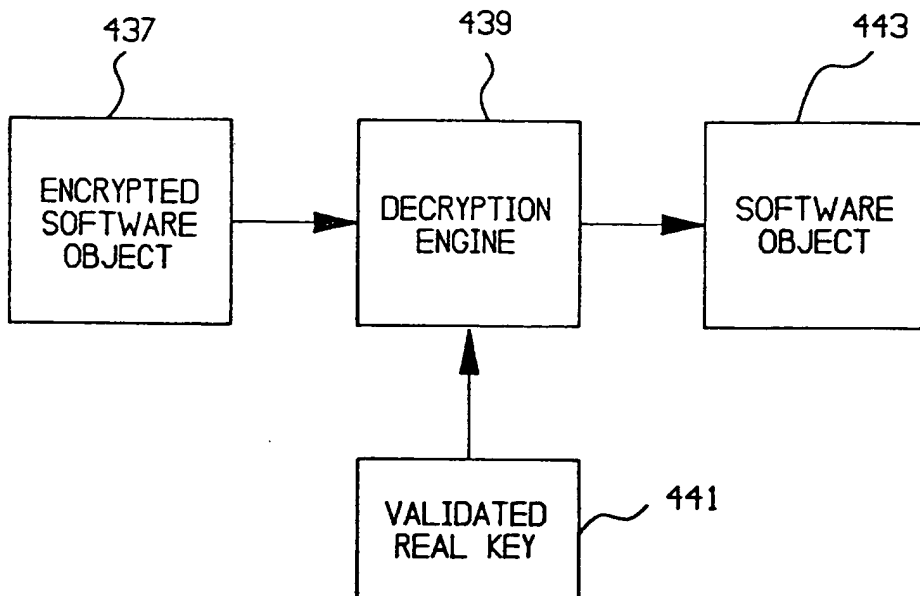 437
439
443
ENCRYPTED
SOFTWARE
OBJECT
DECRYPTION
ENGINE
SOFTWARE
OBJECT
VALIDATED
REAL KEY
441